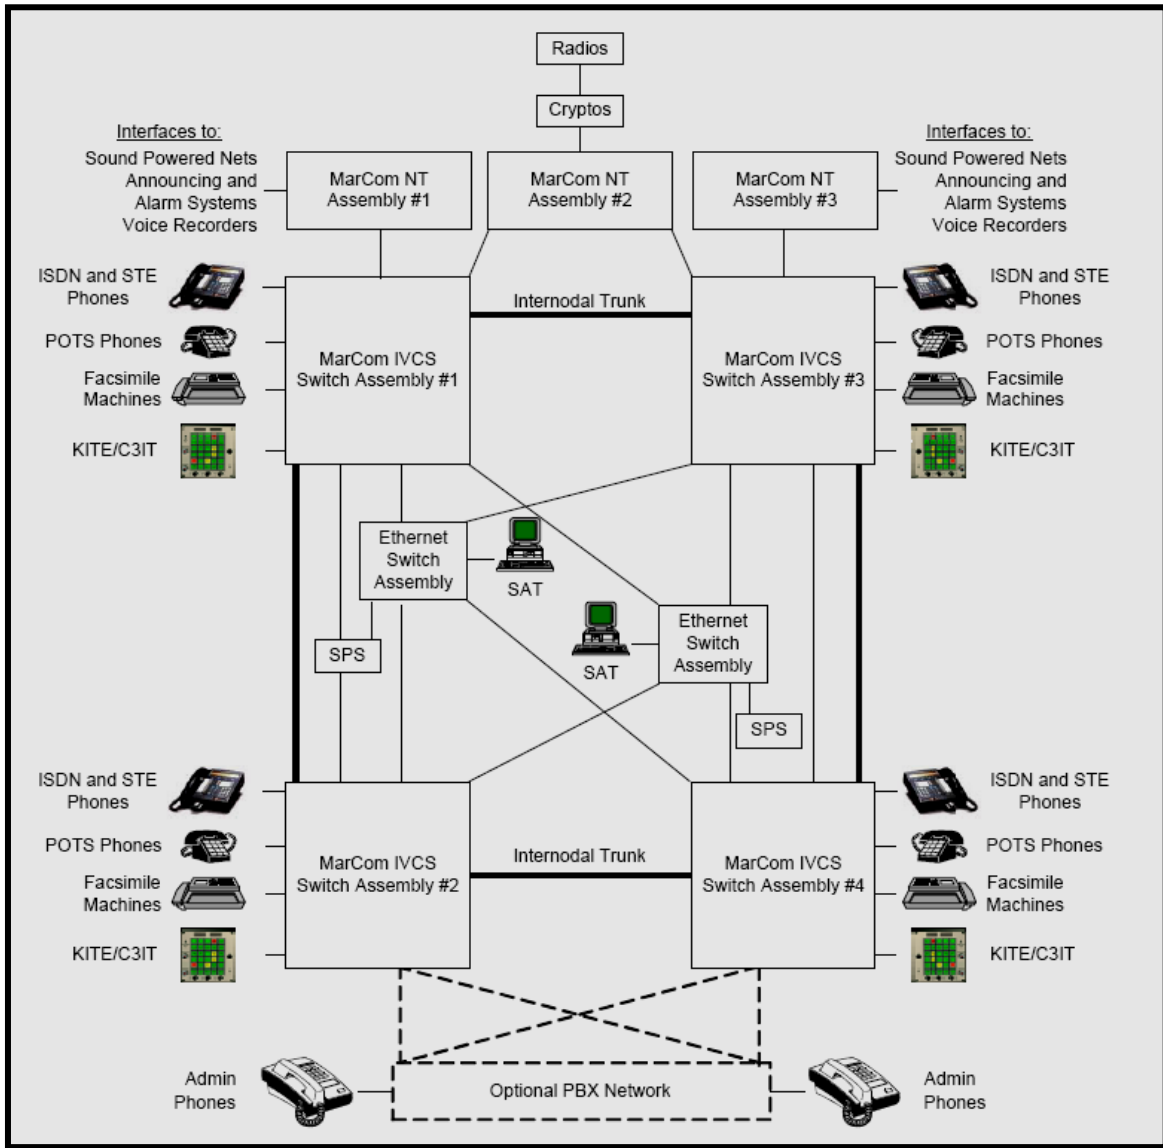 Radios
Cryptos
Interfaces to:
Sound Powered Nets
Announcing and
Alarm Systems
Voice Recorders
MarCom NT
Assembly #1
MarCom NT
Assembly #2
MarCom NT
Assembly #3
Interfaces to:
Sound Powered Nets
Announcing and
Alarm Systems
Voice Recorders
ISDN and STE
Phones
POTS Phones
Facsimile
Machines
KITE/C3IT
MarCom IVCS
Switch Assembly #1
Internodal Trunk
MarCom IVCS
Switch Assembly #3
ISDN and STE
Phones
POTS Phones
Facsimile
Machines
KITE/C3IT
Ethernet
Switch
Assembly
SAT
SPS
SAT
Ethernet
Switch
Assembly
SPS
ISDN and STE
Phones
POTS Phones
Facsimile
Machines
KITE/C3IT
MarCom IVCS
Switch Assembly #2
Internodal Trunk
MarCom IVCS
Switch Assembly #4
ISDN and STE
Phones
POTS Phones
Facsimile
Machines
KITE/C3IT
Admin
Phones
Optional PBX Network
Admin
Phones